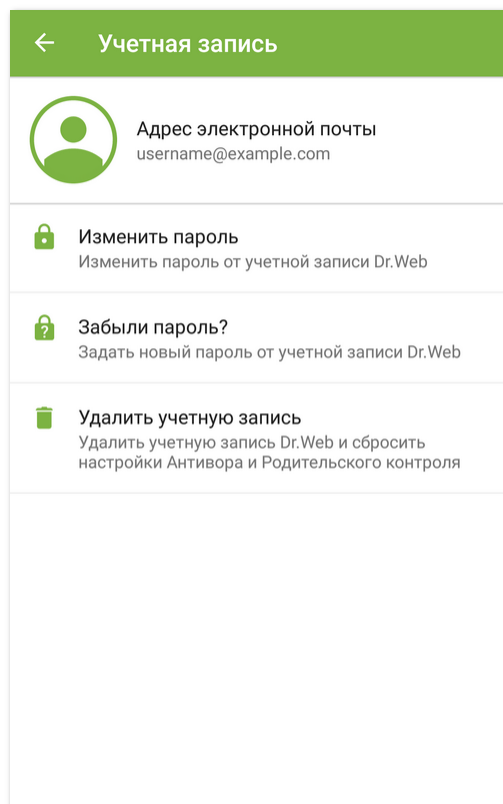 Учетная запись
Адрес электронной почты
username@example.com
Изменить пароль
Изменить пароль от учетной записи Dr.Web
Забыли пароль?
Задать новый пароль от учетной записи Dr.Web
Удалить учетную запись
Удалить учетную запись Dr.Web и сбросить
настройки Антивора и Родительского контроля